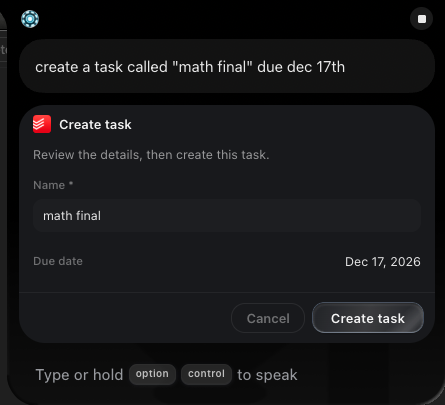 create a task called "math final" due dec 17th
Create task
Review the details, then create this task.
Name *
math final
Due date Dec 17, 2026
Cancel Create task
Type or hold option control to speak